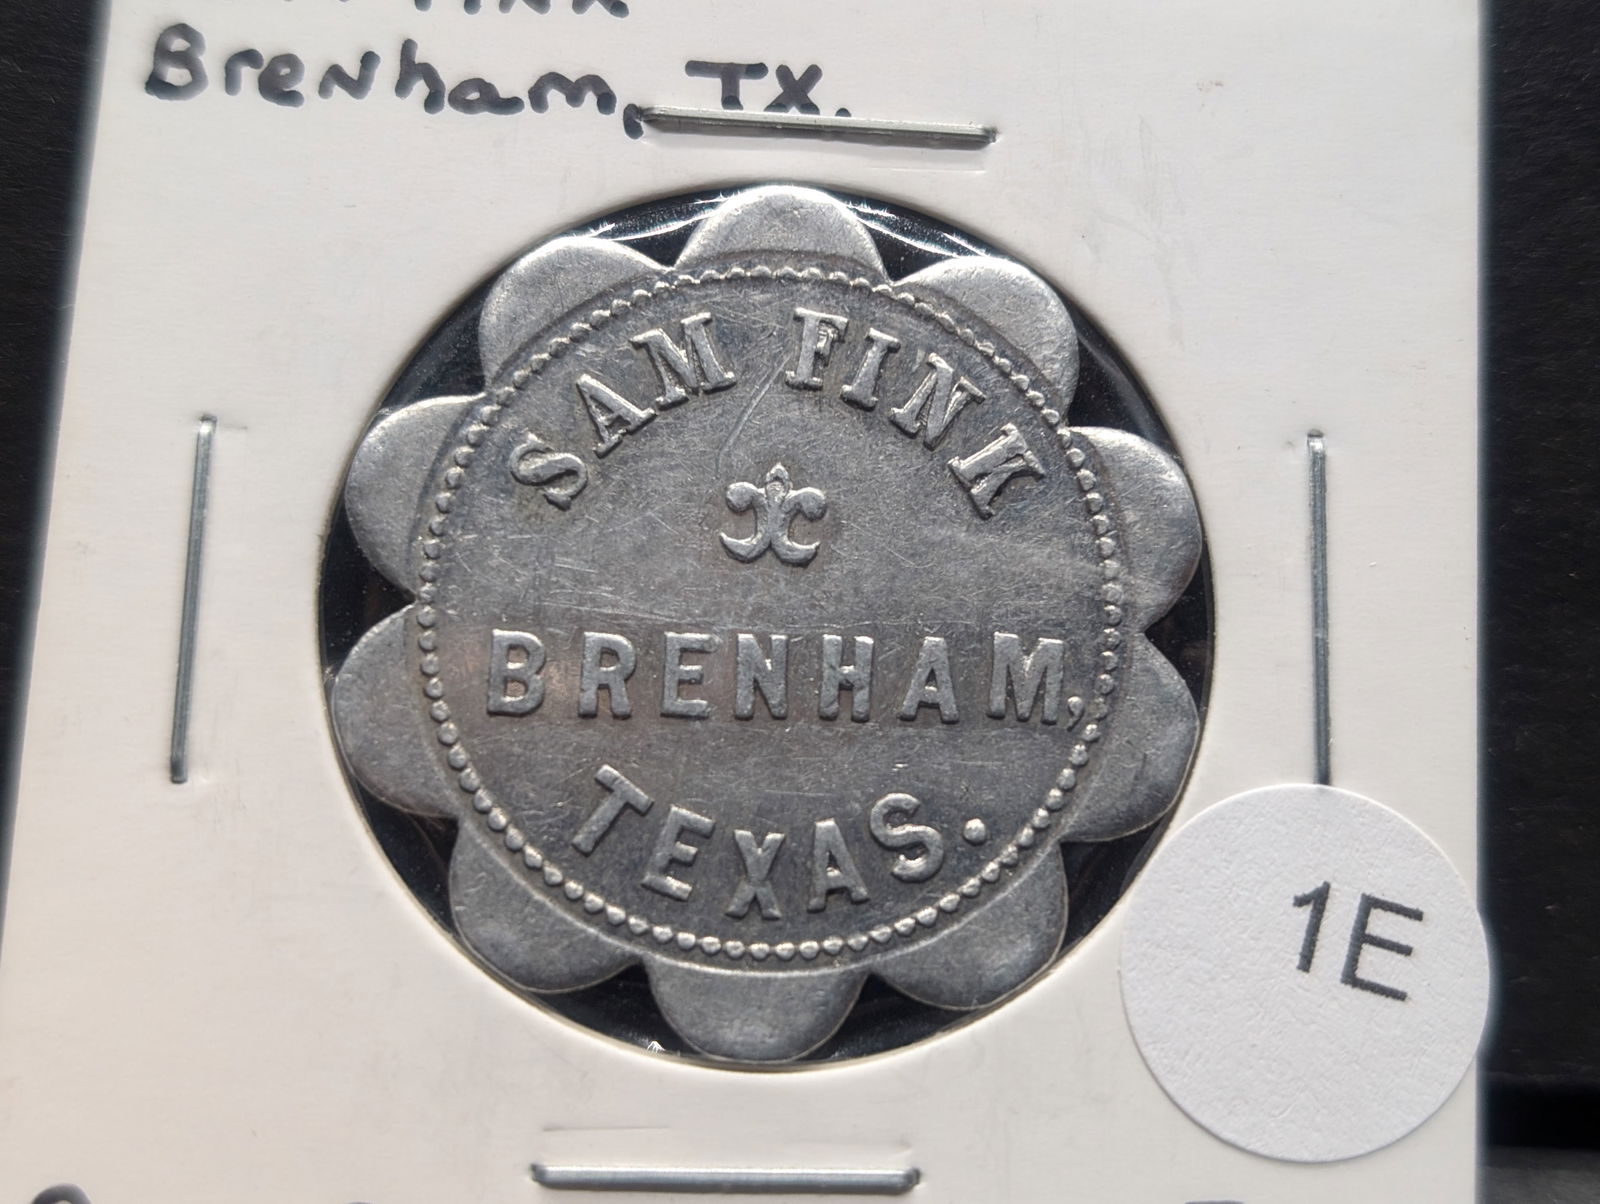 Brenham, TX.
SAM FINK
BRENHAM,
TEXAS.
1E